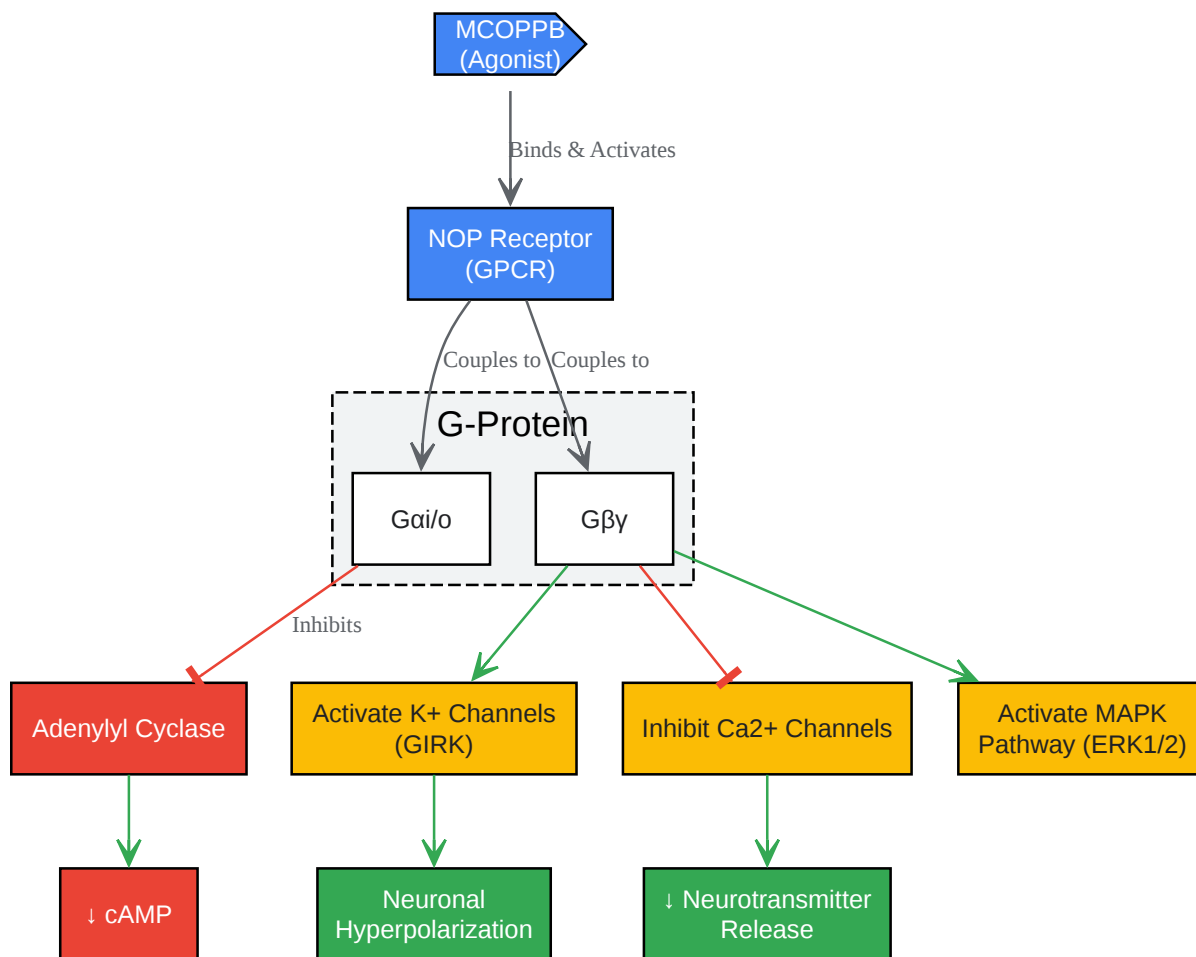 MCOPPB
(Agonist)
Binds & Activates
NOP Receptor
(GPCR)
Couples to
Couples to
G-Protein
Gαi/o
Gβγ
Inhibits
Adenylyl Cyclase
Activate K+ Channels
(GIRK)
Inhibit Ca2+ Channels
Activate MAPK
Pathway (ERK1/2)
↓ cAMP
Neuronal
Hyperpolarization
↓ Neurotransmitter
Release